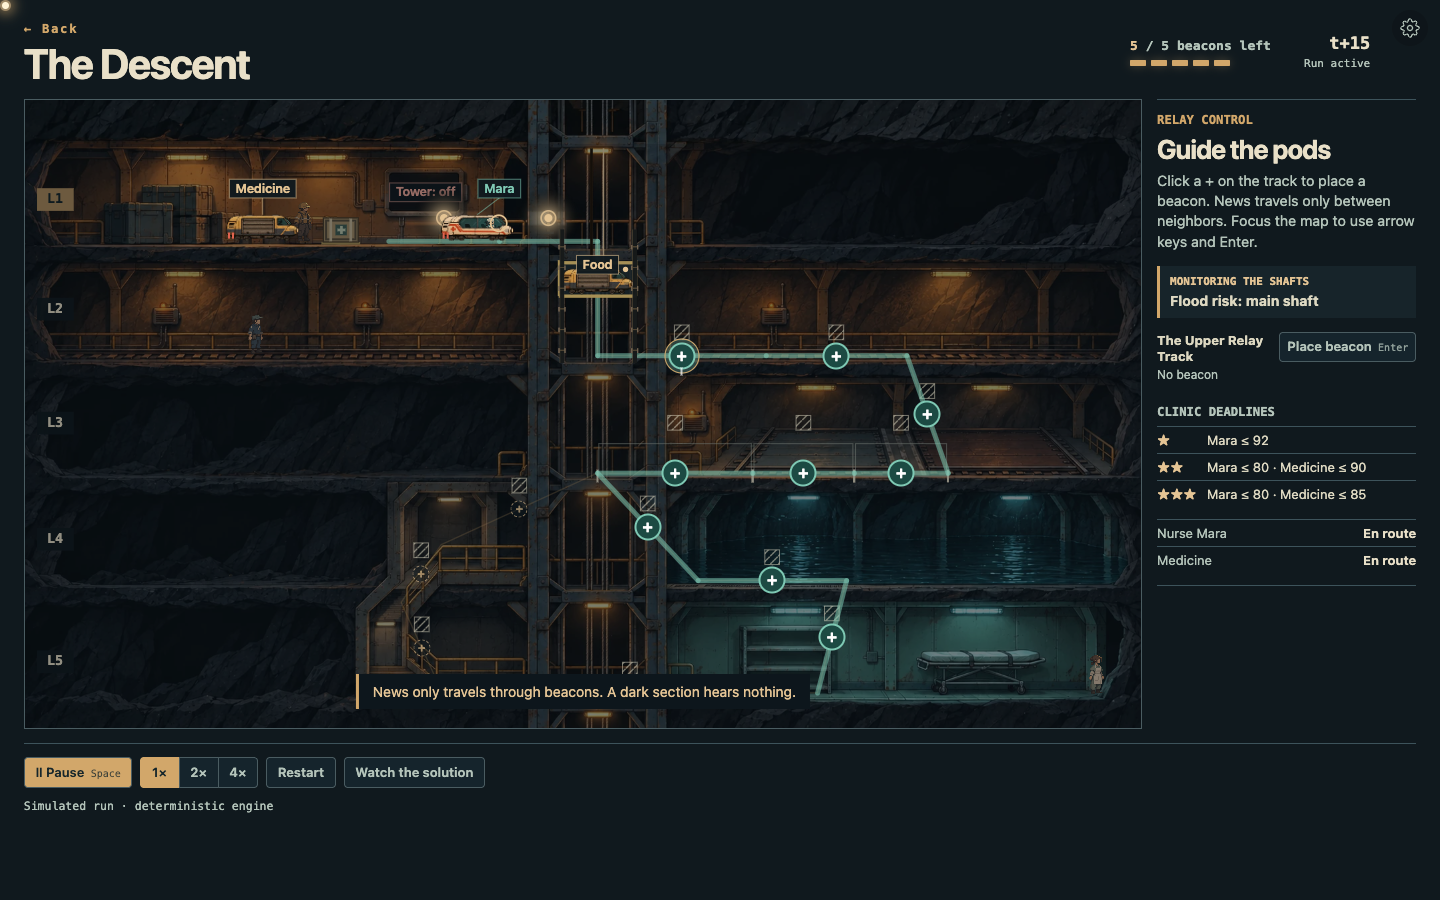 ← Back
The Descent
5 / 5 beacons left
t+15
Run active
L1
L2
L3
L4
L5
Medicine
Tower: off
Mara
Food
News only travels through beacons. A dark section hears nothing.
RELAY CONTROL
Guide the pods
Click a + on the track to place a
beacon. News travels only between
neighbors. Focus the map to use arrow
keys and Enter.
MONITORING THE SHAFTS
Flood risk: main shaft
The Upper Relay
Track
No beacon
Place beacon Enter
CLINIC DEADLINES
★ Mara ≤ 92
★★ Mara ≤ 80 · Medicine ≤ 90
★★★ Mara ≤ 80 · Medicine ≤ 85
Nurse Mara En route
Medicine En route
Pause Space
1×
2×
4×
Restart
Watch the solution
Simulated run · deterministic engine